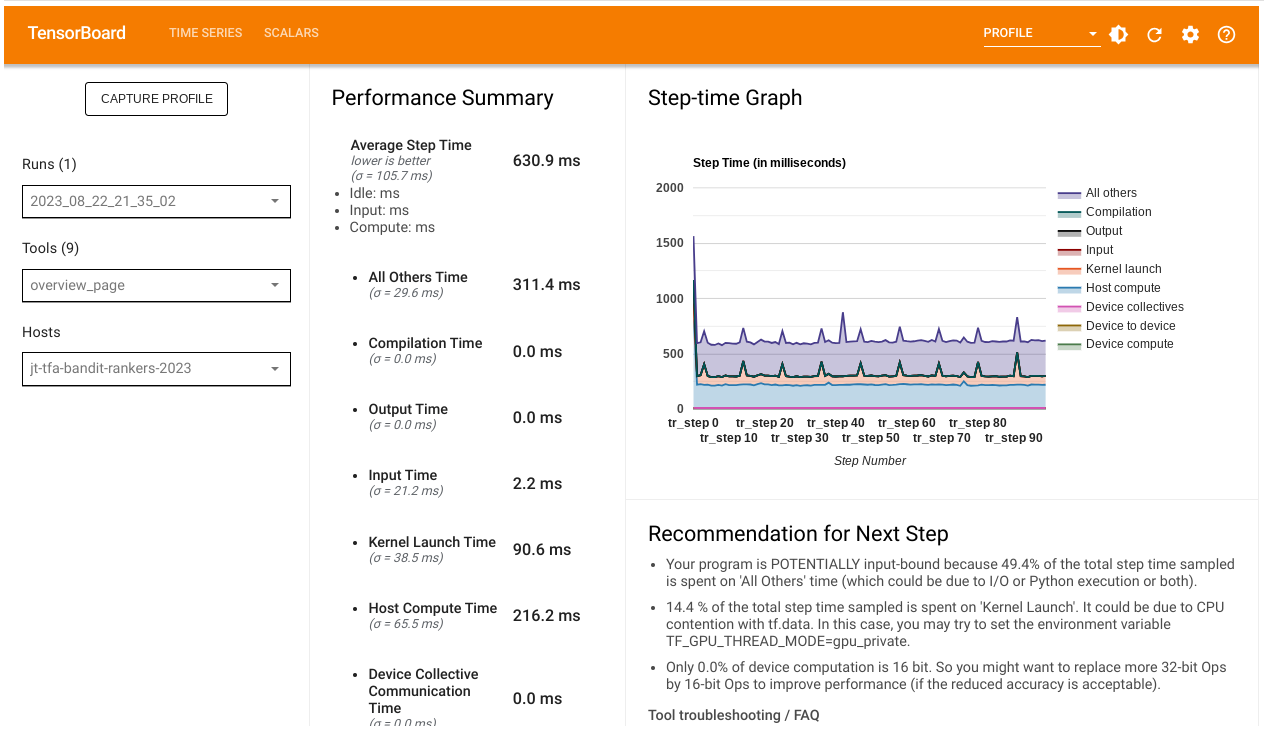 TensorBoard
TIME SERIES
SCALARS
PROFILE
CAPTURE PROFILE
Runs (1)
2023_08_22_21_35_02
Tools (9)
overview_page
Hosts
jt-tfa-bandit-rankers-2023
Performance Summary
Average Step Time
lower is better
(σ = 105.7 ms)
630.9 ms
• Idle: ms
• Input: ms
• Compute: ms
• All Others Time
(σ = 29.6 ms)
311.4 ms
• Compilation Time
(σ = 0.0 ms)
0.0 ms
• Output Time
(σ = 0.0 ms)
0.0 ms
• Input Time
(σ = 21.2 ms)
2.2 ms
• Kernel Launch Time
(σ = 38.5 ms)
90.6 ms
• Host Compute Time
(σ = 65.5 ms)
216.2 ms
• Device Collective
Communication
Time
(σ = 0.0 ms)
0.0 ms
Step-time Graph
Step Time (in milliseconds)
2000
1500
1000
500
0
tr_step 0 tr_step 20 tr_step 40 tr_step 60 tr_step 80
tr_step 10 tr_step 30 tr_step 50 tr_step 70 tr_step 90
Step Number
All others
Compilation
Output
Input
Kernel launch
Host compute
Device collectives
Device to device
Device compute
Recommendation for Next Step
• Your program is POTENTIALLY input-bound because 49.4% of the total step time sampled
is spent on 'All Others' time (which could be due to I/O or Python execution or both).
• 14.4 % of the total step time sampled is spent on 'Kernel Launch'. It could be due to CPU
contention with tf.data. In this case, you may try to set the environment variable
TF_GPU_THREAD_MODE=gpu_private.
• Only 0.0% of device computation is 16 bit. So you might want to replace more 32-bit Ops
by 16-bit Ops to improve performance (if the reduced accuracy is acceptable).
Tool troubleshooting / FAQ